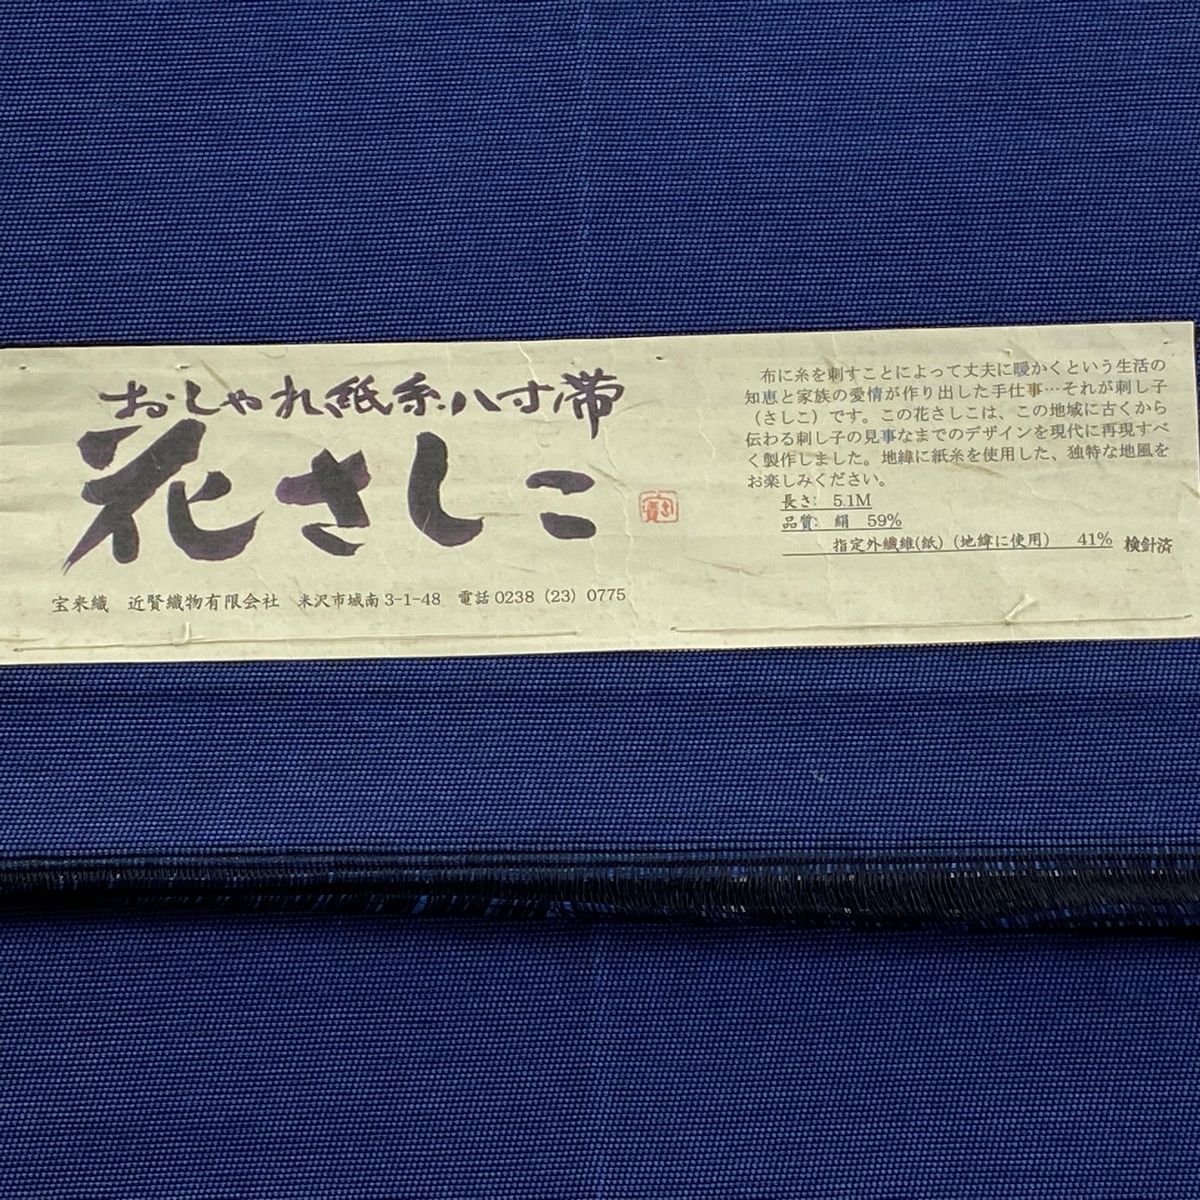 おしゃれ紙糸八寸帯
花さしこ
宝来織 近賢織物有限会社 米沢市城南3-1-48 電話0238(23)0775
布に糸を刺すことによって丈夫に暖かくという生活の
知恵と家族の愛情が作り出した手仕事…それが刺し子
(さしこ)です。この花さしこは、この地域に古くから
伝わる刺し子の見事なまでのデザインを現代に再現すべ
く製作しました。地緯に紙糸を使用した、独特な地風を
お楽しみください。
長さ: 5.1M
品質: 絹 59%
指定外繊維(紙)(地緯に使用) 41% 検針済